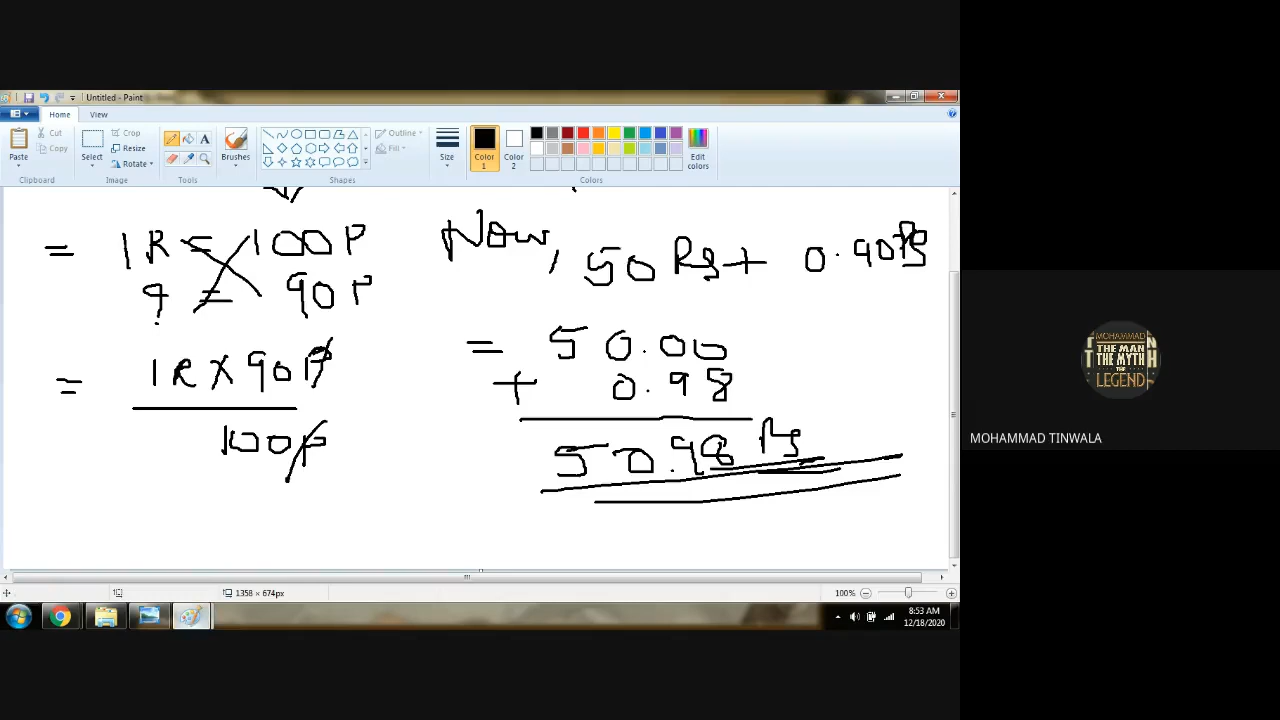 Untitled - Paint
Home
View
Paste
Cut
Copy
Clipboard
Select
Crop
Resize
Rotate
Image
Tools
Brushes
Outline
Fill
Shapes
Size
Color 1
Color 2
Edit colors
Colors
= 1R = 100P
? = 90P
= 1R X 90P
100P
Now, 50 Rs + 0.90Rs
= 50.00
+ 0.98
50.98 Rs
1358 × 674px
100%
8:53 AM
12/18/2020
MOHAMMAD
THE MAN
THE MYTH
THE
LEGEND
MOHAMMAD TINWALA